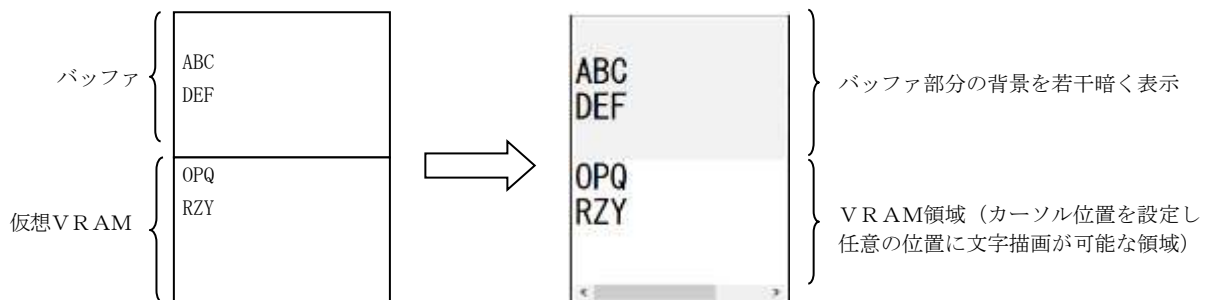 バッファ
ABC
DEF
仮想ＶＲＡＭ
OPQ
RZY
ABC
DEF
OPQ
RZY
バッファ部分の背景を若干暗く表示
ＶＲＡＭ領域（カーソル位置を設定し
任意の位置に文字描画が可能な領域）